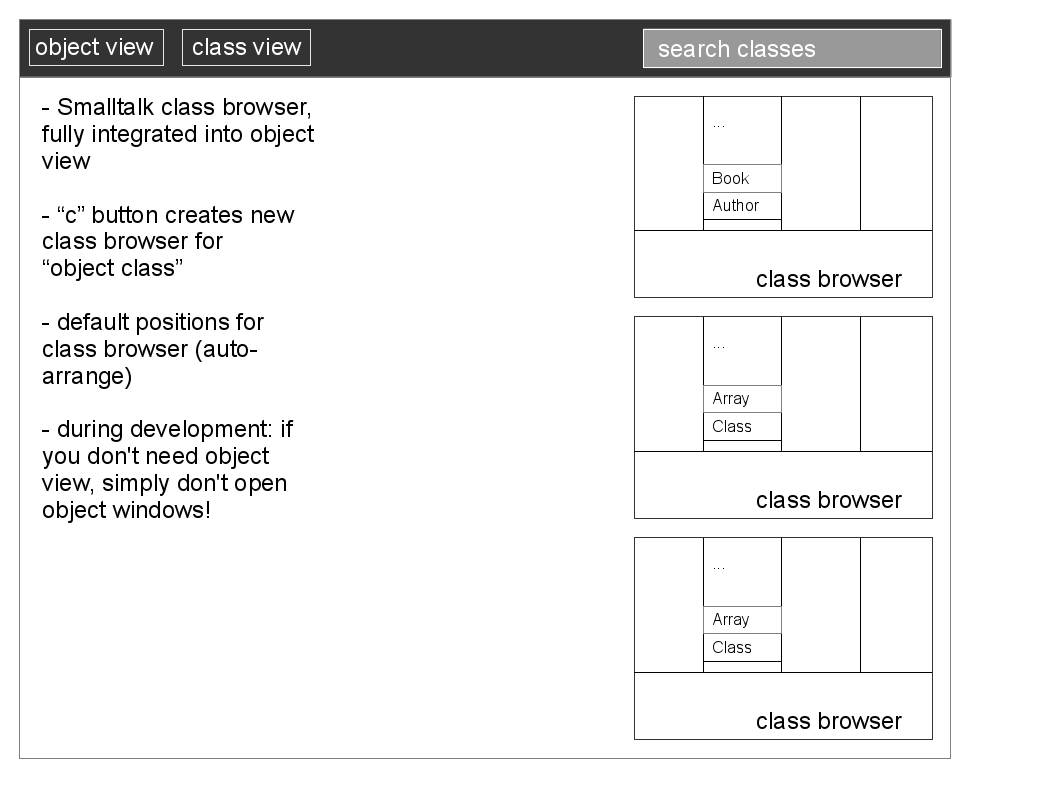 object view
class view
search classes
- Smalltalk class browser,
fully integrated into object
view
- “c” button creates new
class browser for
“object class”
- default positions for
class browser (auto-
arrange)
- during development: if
you don't need object
view, simply don't open
object windows!
...
Book
Author
class browser
...
Array
Class
class browser
...
Array
Class
class browser